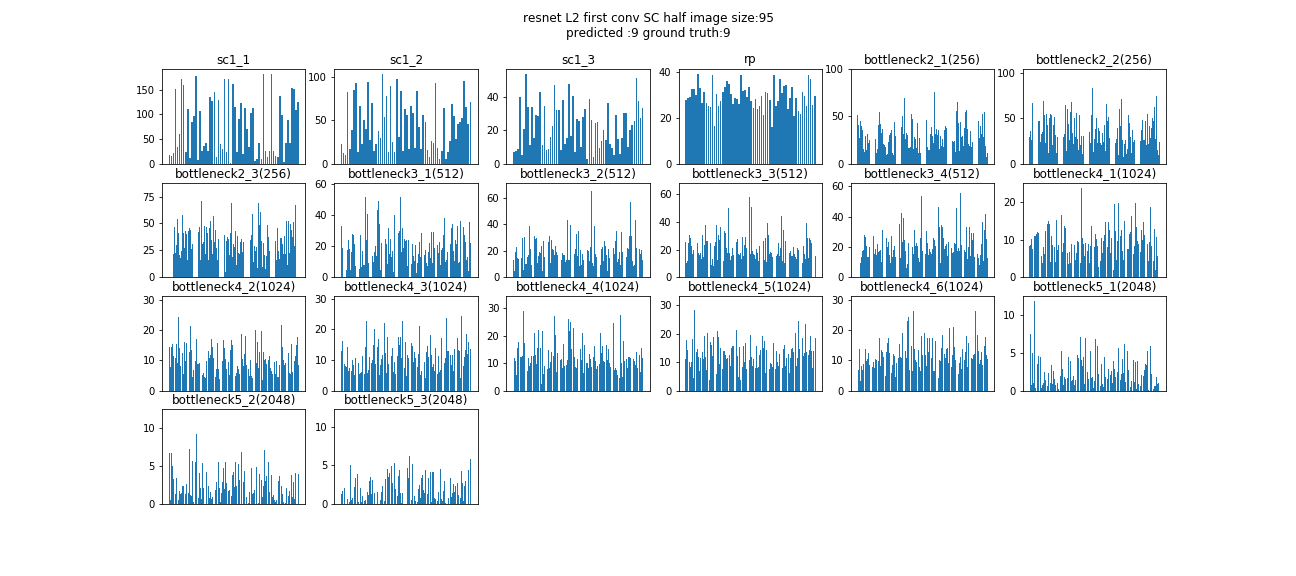 resnet L2 first conv SC half image size:95
predicted :9 ground truth:9
sc1_1 sc1_2 sc1_3 rp bottleneck2_1(256) bottleneck2_2(256)
150 100 50 0
100 75 50 25 0
40 20 0
40 20 0
100 50 0
100 75 50 25 0
bottleneck2_3(256) bottleneck3_1(512) bottleneck3_2(512) bottleneck3_3(512) bottleneck3_4(512) bottleneck4_1(1024)
75 50 25 0
60 40 20 0
60 40 20 0
60 40 20 0
60 40 20 0
20 10 0
bottleneck4_2(1024) bottleneck4_3(1024) bottleneck4_4(1024) bottleneck4_5(1024) bottleneck4_6(1024) bottleneck5_1(2048)
30 20 10 0
30 20 10 0
30 20 10 0
30 20 10 0
30 20 10 0
10 5 0
bottleneck5_2(2048) bottleneck5_3(2048)
10 5 0
10 5 0